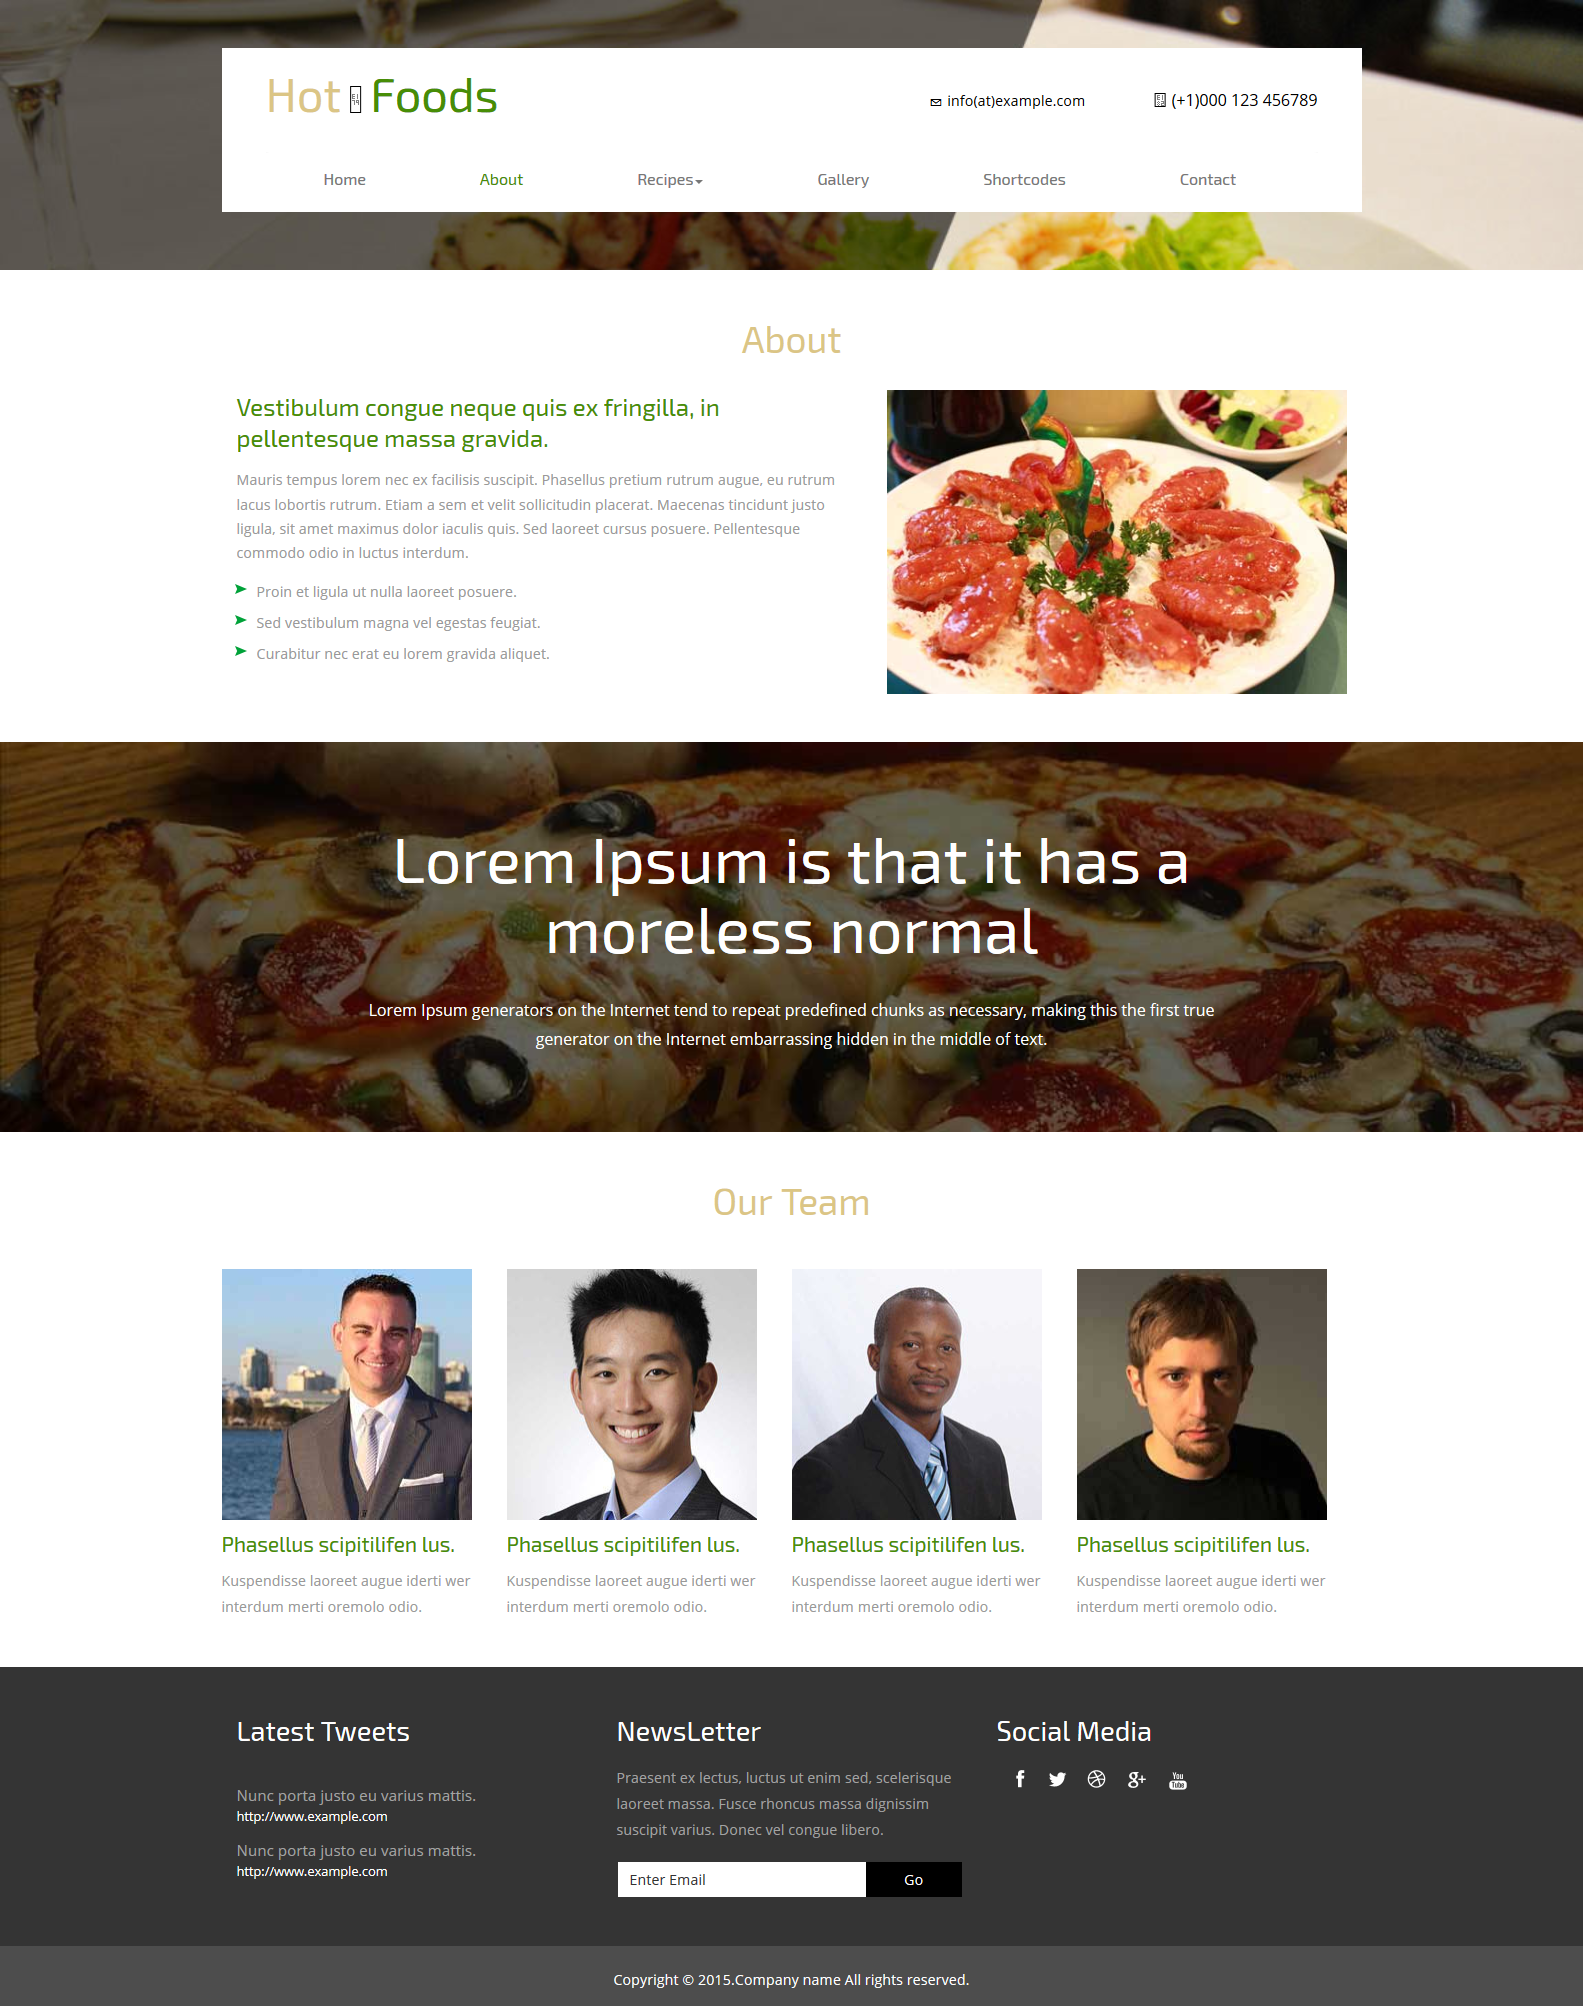 Hot Foods
info(at)example.com
(+1)000 123 456789
Home
About
Recipes
Gallery
Shortcodes
Contact
About
Vestibulum congue neque quis ex fringilla, in
pellentesque massa gravida.
Mauris tempus lorem nec ex facilisis suscipit. Phasellus pretium rutrum augue, eu rutrum
lacus lobortis rutrum. Etiam a sem et velit sollicitudin placerat. Maecenas tincidunt justo
ligula, sit amet maximus dolor iaculis quis. Sed laoreet cursus posuere. Pellentesque
commodo odio in luctus interdum.
Proin et ligula ut nulla laoreet posuere.
Sed vestibulum magna vel egestas feugiat.
Curabitur nec erat eu lorem gravida aliquet.
Lorem Ipsum is that it has a
moreless normal
Lorem Ipsum generators on the Internet tend to repeat predefined chunks as necessary, making this the first true
generator on the Internet embarrassing hidden in the middle of text.
Our Team
Phasellus scipitilifen lus.
Kuspendisse laoreet augue iderti wer
interdum merti oremolo odio.
Phasellus scipitilifen lus.
Kuspendisse laoreet augue iderti wer
interdum merti oremolo odio.
Phasellus scipitilifen lus.
Kuspendisse laoreet augue iderti wer
interdum merti oremolo odio.
Phasellus scipitilifen lus.
Kuspendisse laoreet augue iderti wer
interdum merti oremolo odio.
Latest Tweets
Nunc porta justo eu varius mattis.
http://www.example.com
Nunc porta justo eu varius mattis.
http://www.example.com
NewsLetter
Praesent ex lectus, luctus ut enim sed, scelerisque
laoreet massa. Fusce rhoncus massa dignissim
suscipit varius. Donec vel congue libero.
Enter Email
Go
Social Media
You Tube
Copyright © 2015.Company name All rights reserved.